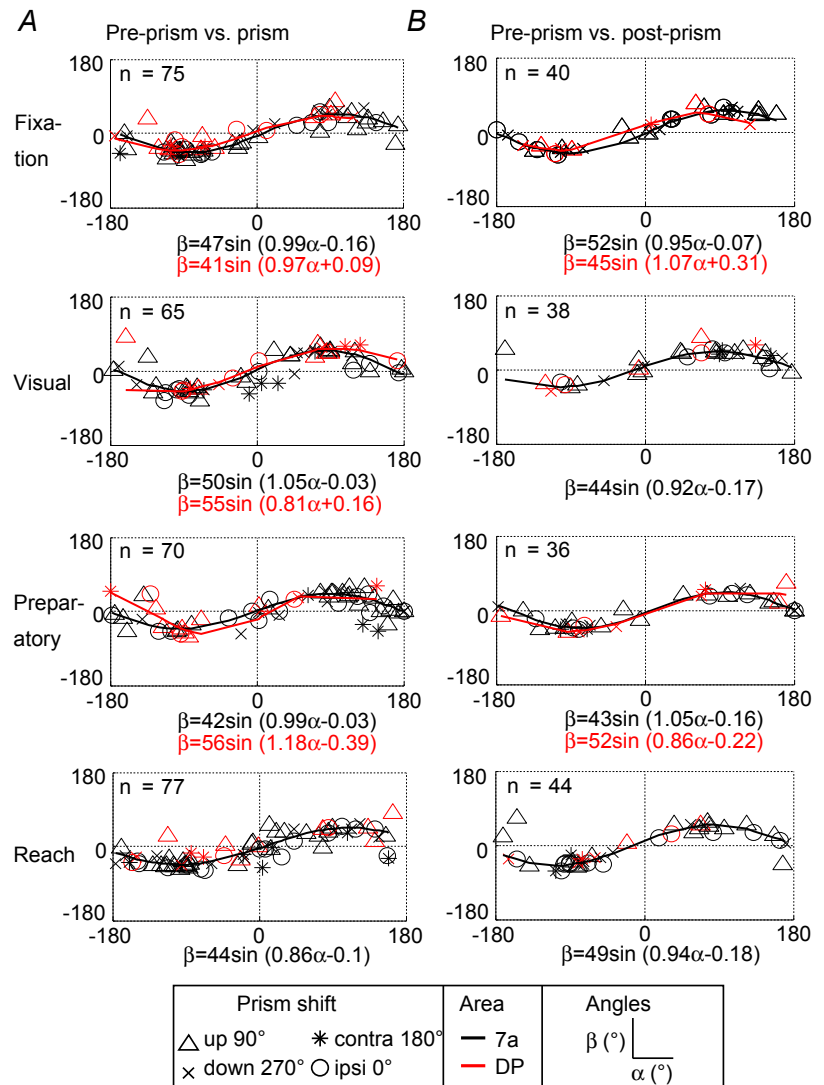 A
B
Pre-prism vs. prism
Pre-prism vs. post-prism
Fixa-
tion
180
0
-180
n = 75
-180
0
180
β=47sin (0.99α-0.16)
β=41sin (0.97α+0.09)
180
0
-180
n = 40
-180
0
180
β=52sin (0.95α-0.07)
β=45sin (1.07α+0.31)
Visual
180
0
-180
n = 65
-180
0
180
β=50sin (1.05α-0.03)
β=55sin (0.81α+0.16)
180
0
-180
n = 38
-180
0
180
β=44sin (0.92α-0.17)
Prepar-
atory
180
0
-180
n = 70
-180
0
180
β=42sin (0.99α-0.03)
β=56sin (1.18α-0.39)
180
0
-180
n = 36
-180
0
180
β=43sin (1.05α-0.16)
β=52sin (0.86α-0.22)
Reach
180
0
-180
n = 77
-180
0
180
β=44sin (0.86α-0.1)
180
0
-180
n = 44
-180
0
180
β=49sin (0.94α-0.18)
Prism shift
up 90°
contra 180°
down 270°
ipsi 0°
Area
7a
DP
Angles
β (°)
α (°)